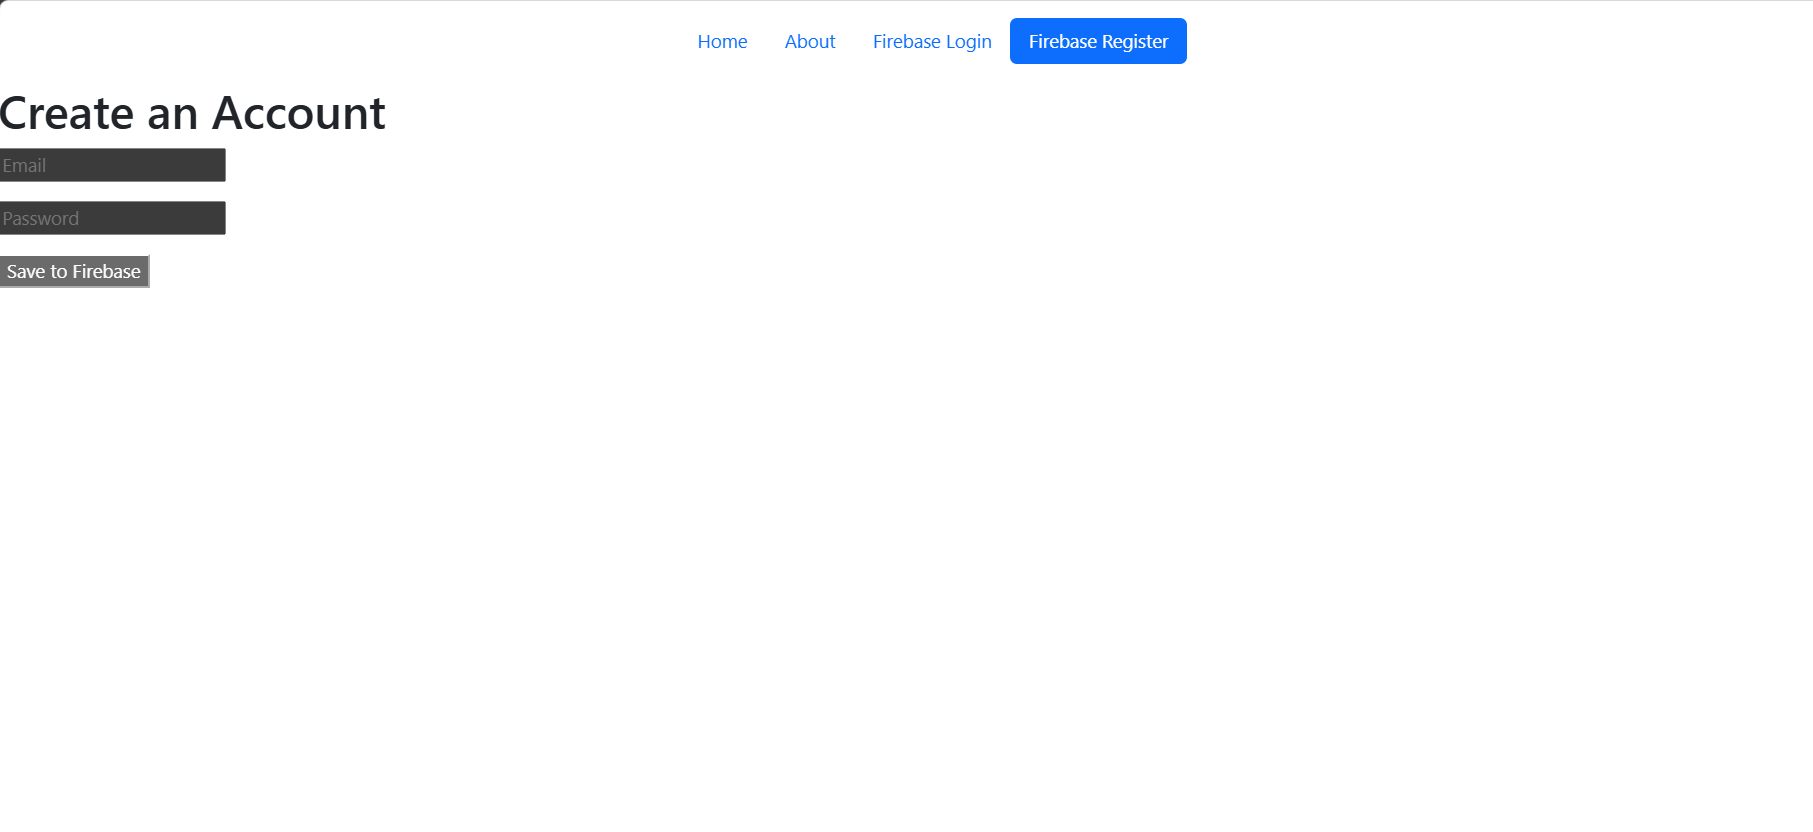 Home About Firebase Login Firebase Register
Create an Account
Email
Password
Save to Firebase